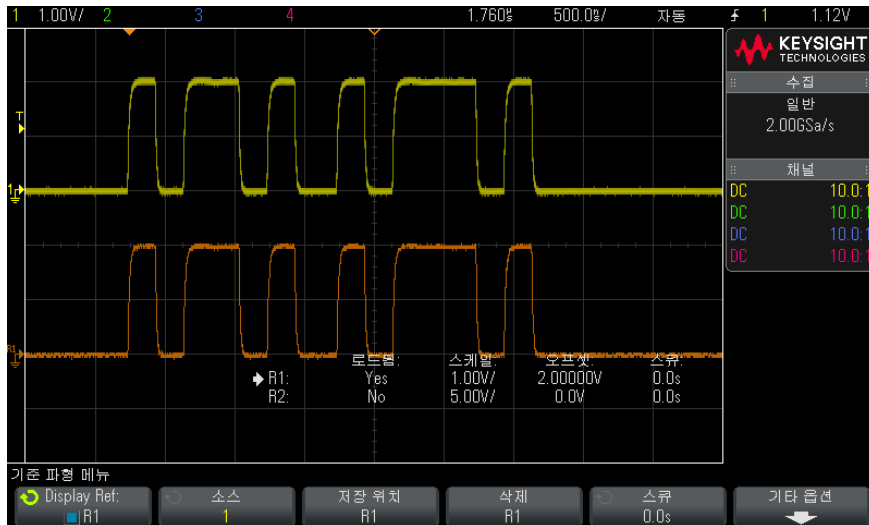 1 1.00V/ 2 3 4 1.760㎲ 500.0㎱/ 자동 1 1.12V
KEYSIGHT
TECHNOLOGIES
수집
일반
2.00GSa/s
채널
DC 10.0:1
DC 10.0:1
DC 10.0:1
DC 10.0:1
T
1
R1
로드됨: 스케일: 오프셋: 스큐:
R1: Yes 1.00V/ 2.00000V 0.0s
R2: No 5.00V/ 0.0V 0.0s
기준 파형 메뉴
Display Ref: 소스 저장 위치 삭제 스큐 기타 옵션
R1 1 R1 R1 0.0s